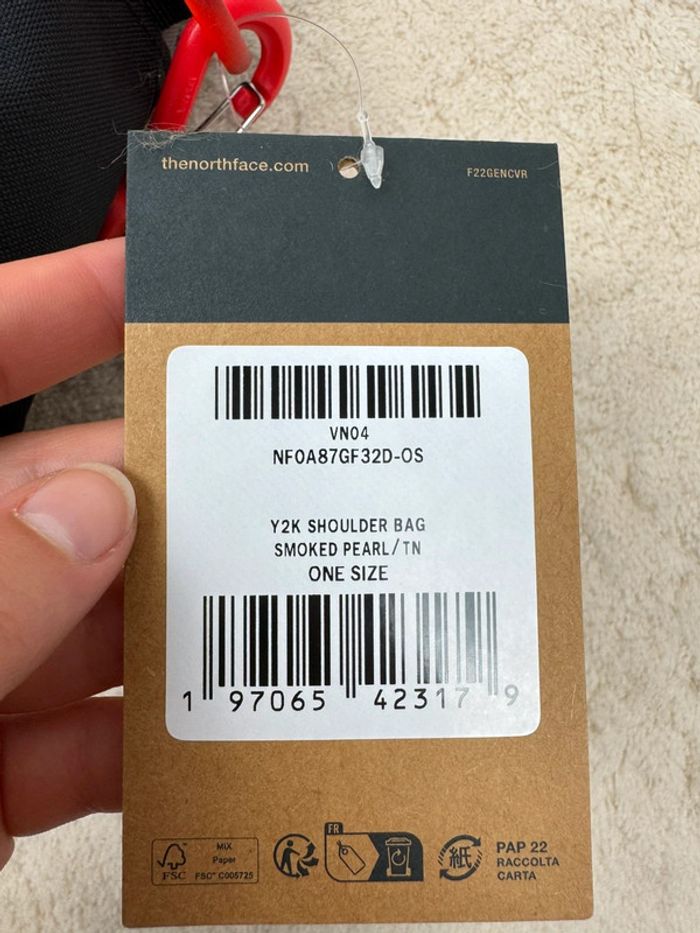 thenorthface.com
F22GENCVR
VN04
NF0A87GF32D-OS
Y2K SHOULDER BAG
SMOKED PEARL/TN
ONE SIZE
1 97065 42317 9
FR
MIX
Paper
FSC
FSC™ C005725
紙
PAP 22
RACCOLTA
CARTA